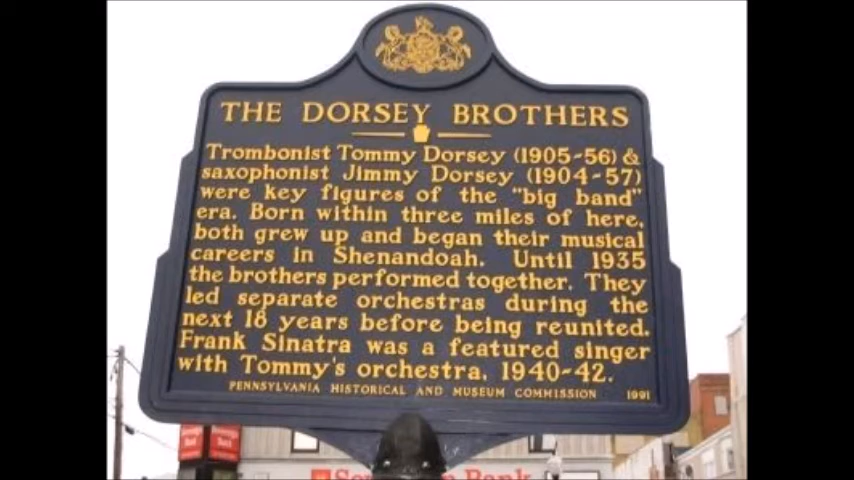 THE DORSEY BROTHERS
Trombonist Tommy Dorsey (1905-56) &
saxophonist Jimmy Dorsey (1904-57)
were key figures of the "big band"
era. Born within three miles of here,
both grew up and began their musical
careers in Shenandoah. Until 1935
the brothers performed together. They
led separate orchestras during the
next 18 years before being reunited.
Frank Sinatra was a featured singer
with Tommy's orchestra, 1940-42.
PENNSYLVANIA HISTORICAL AND MUSEUM COMMISSION 1991
Bank